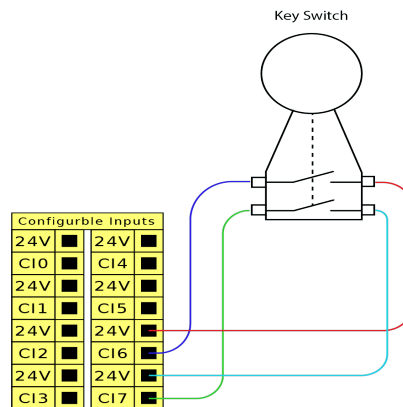 Key Switch
Configurble Inputs
24V 24V
CI0 CI4
24V 24V
CI1 CI5
24V 24V
CI2 CI6
24V 24V
CI3 CI7